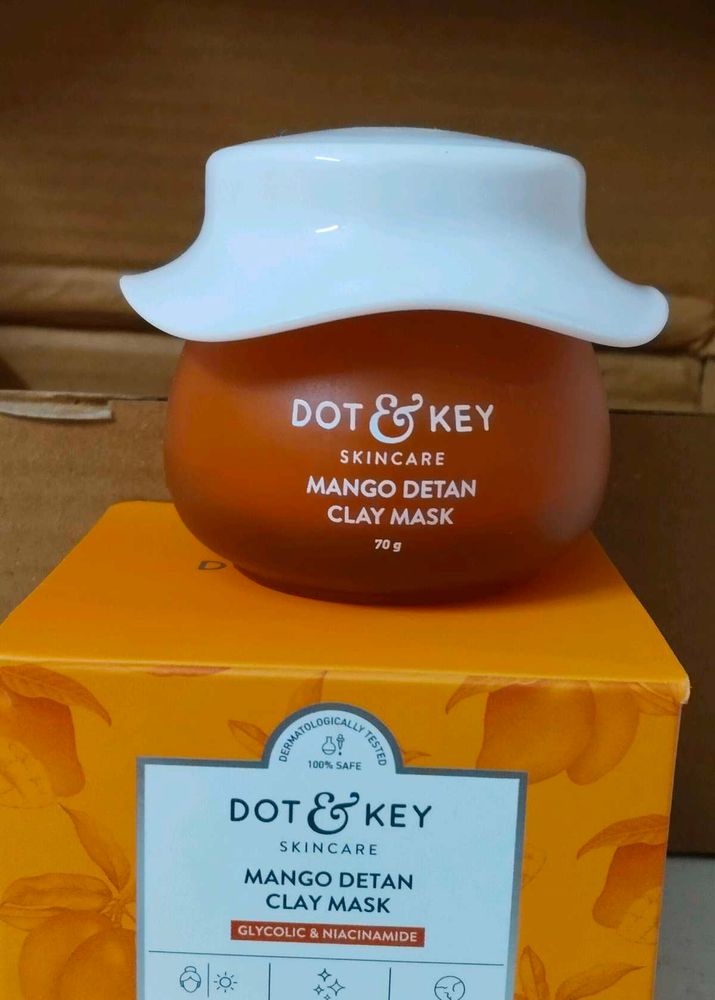 DOT & KEY
SKINCARE
MANGO DETAN
CLAY MASK
70 g
D
DERMATOLOGICALLY TESTED
100% SAFE
DOT & KEY
SKINCARE
MANGO DETAN
CLAY MASK
GLYCOLIC & NIACINAMIDE